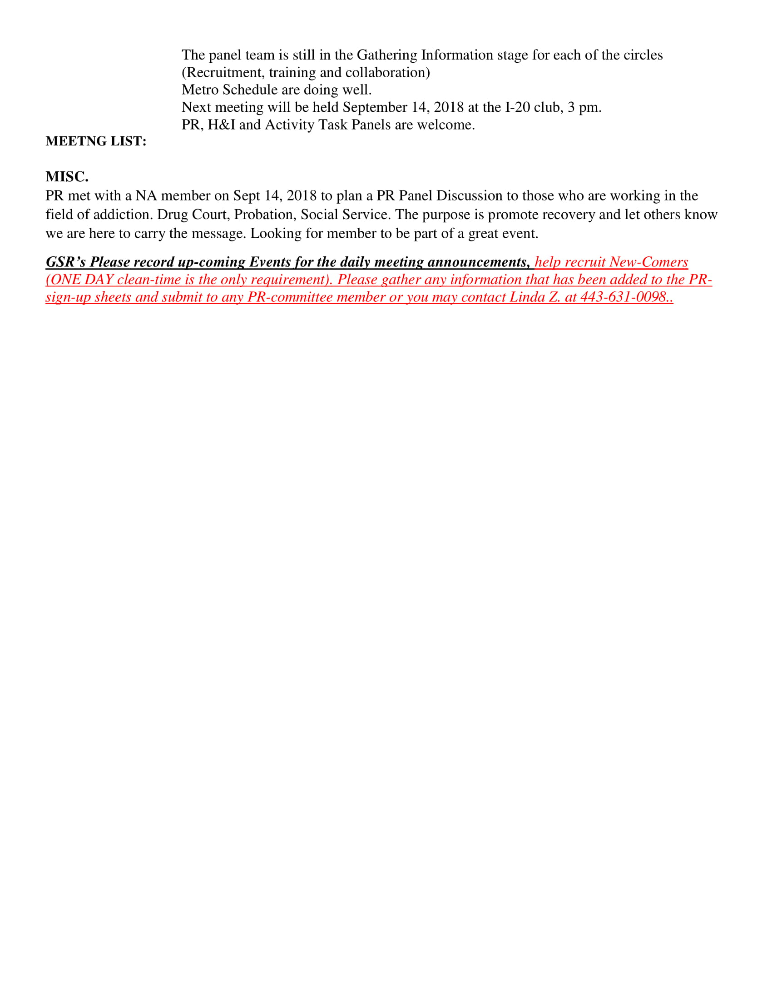 The panel team is still in the Gathering Information stage for each of the circles
(Recruitment, training and collaboration)
Metro Schedule are doing well.
Next meeting will be held September 14, 2018 at the I-20 club, 3 pm.
PR, H&I and Activity Task Panels are welcome.
MEETNG LIST:
MISC.
PR met with a NA member on Sept 14, 2018 to plan a PR Panel Discussion to those who are working in the
field of addiction. Drug Court, Probation, Social Service. The purpose is promote recovery and let others know
we are here to carry the message. Looking for member to be part of a great event.
GSR’s Please record up-coming Events for the daily meeting announcements, help recruit New-Comers
(ONE DAY clean-time is the only requirement). Please gather any information that has been added to the PR-
sign-up sheets and submit to any PR-committee member or you may contact Linda Z. at 443-631-0098..